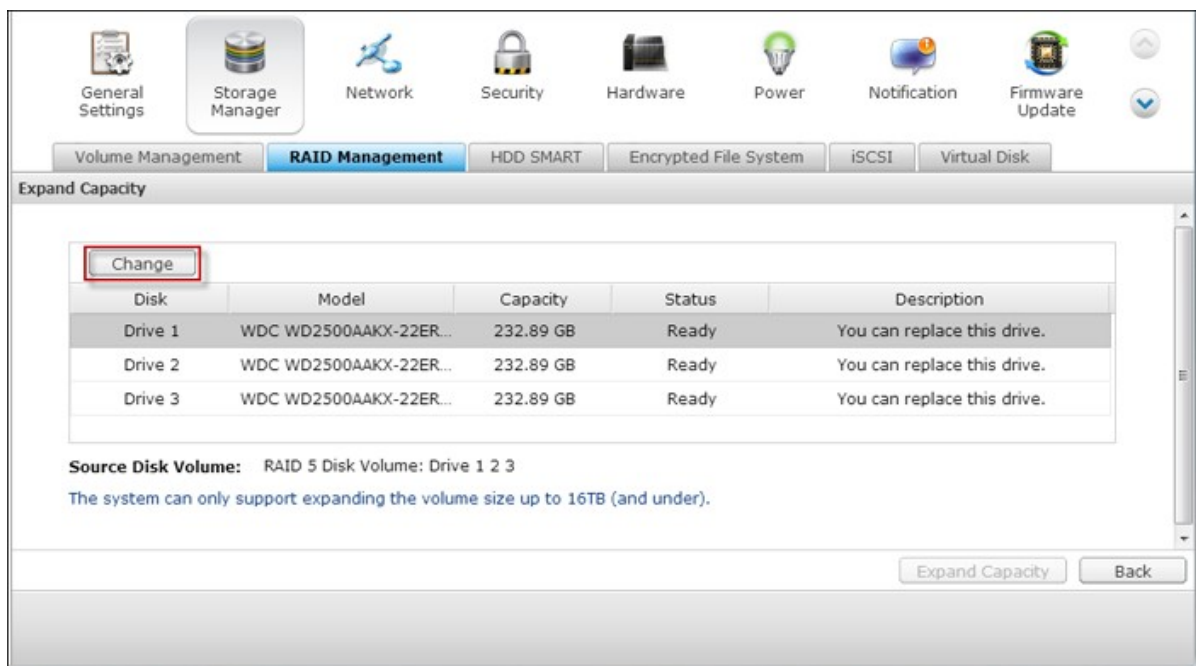 General Settings
Storage Manager
Network
Security
Hardware
Power
Notification
Firmware Update
Volume Management
RAID Management
HDD SMART
Encrypted File System
iSCSI
Virtual Disk
Expand Capacity
Change
Disk Model Capacity Status Description
Drive 1 WDC WD2500AAKX-22ER... 232.89 GB Ready You can replace this drive.
Drive 2 WDC WD2500AAKX-22ER... 232.89 GB Ready You can replace this drive.
Drive 3 WDC WD2500AAKX-22ER... 232.89 GB Ready You can replace this drive.
Source Disk Volume: RAID 5 Disk Volume: Drive 1 2 3
The system can only support expanding the volume size up to 16TB (and under).
Expand Capacity
Back